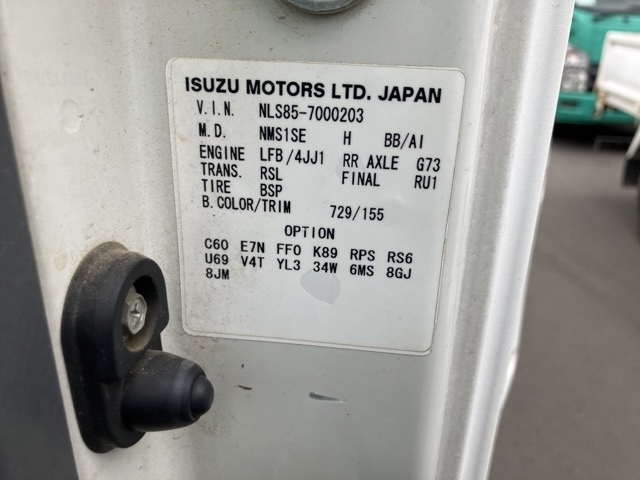 ISUZU MOTORS LTD. JAPAN
V.I.N. NLS85-7000203
M.D. NMS1SE H BB/AI
ENGINE LFB/4JJ1 RR AXLE G73
TRANS. RSL FINAL RU1
TIRE BSP
B.COLOR/TRIM 729/155
OPTION
C60 E7N FF0 K89 RPS RS6
U69 V4T YL3 34W 6MS 8GJ
8JM